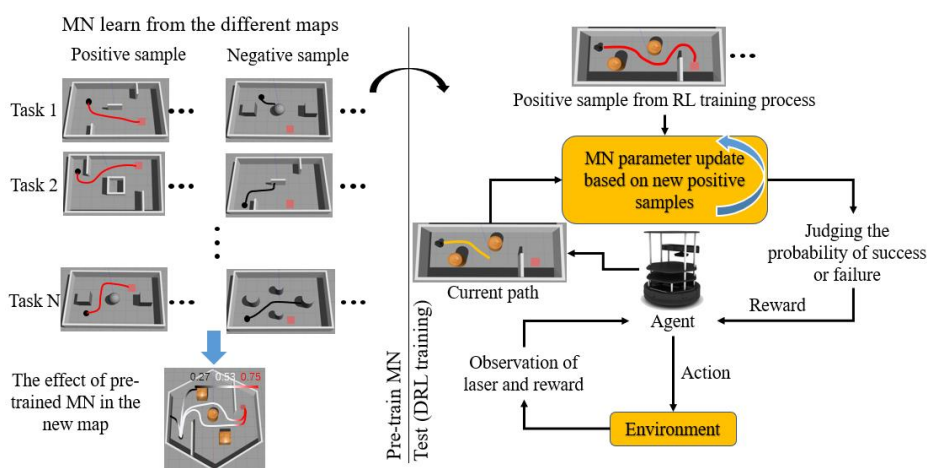 MN learn from the different maps
Positive sample
Negative sample
Task 1
Task 2
Task N
The effect of pre-
trained MN in the
new map
0.27 0.53 0.75
Pre-train MN
Test (DRL training)
Positive sample from RL training process
MN parameter update
based on new positive
samples
Judging the
probability of success
or failure
Current path
Agent
Reward
Observation of
laser and reward
Action
Environment